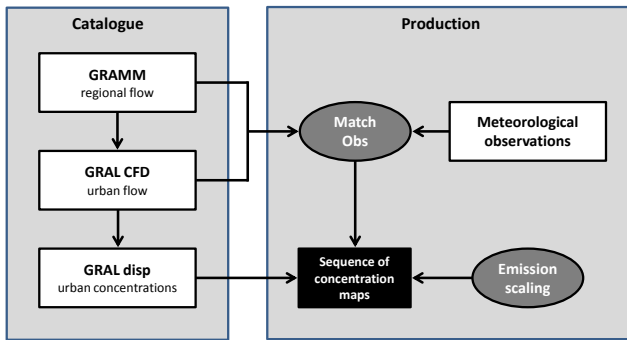 Catalogue
GRAMM
regional flow
GRAL CFD
urban flow
GRAL disp
urban concentrations
Production
Match
Obs
Meteorological
observations
Sequence of
concentration
maps
Emission
scaling